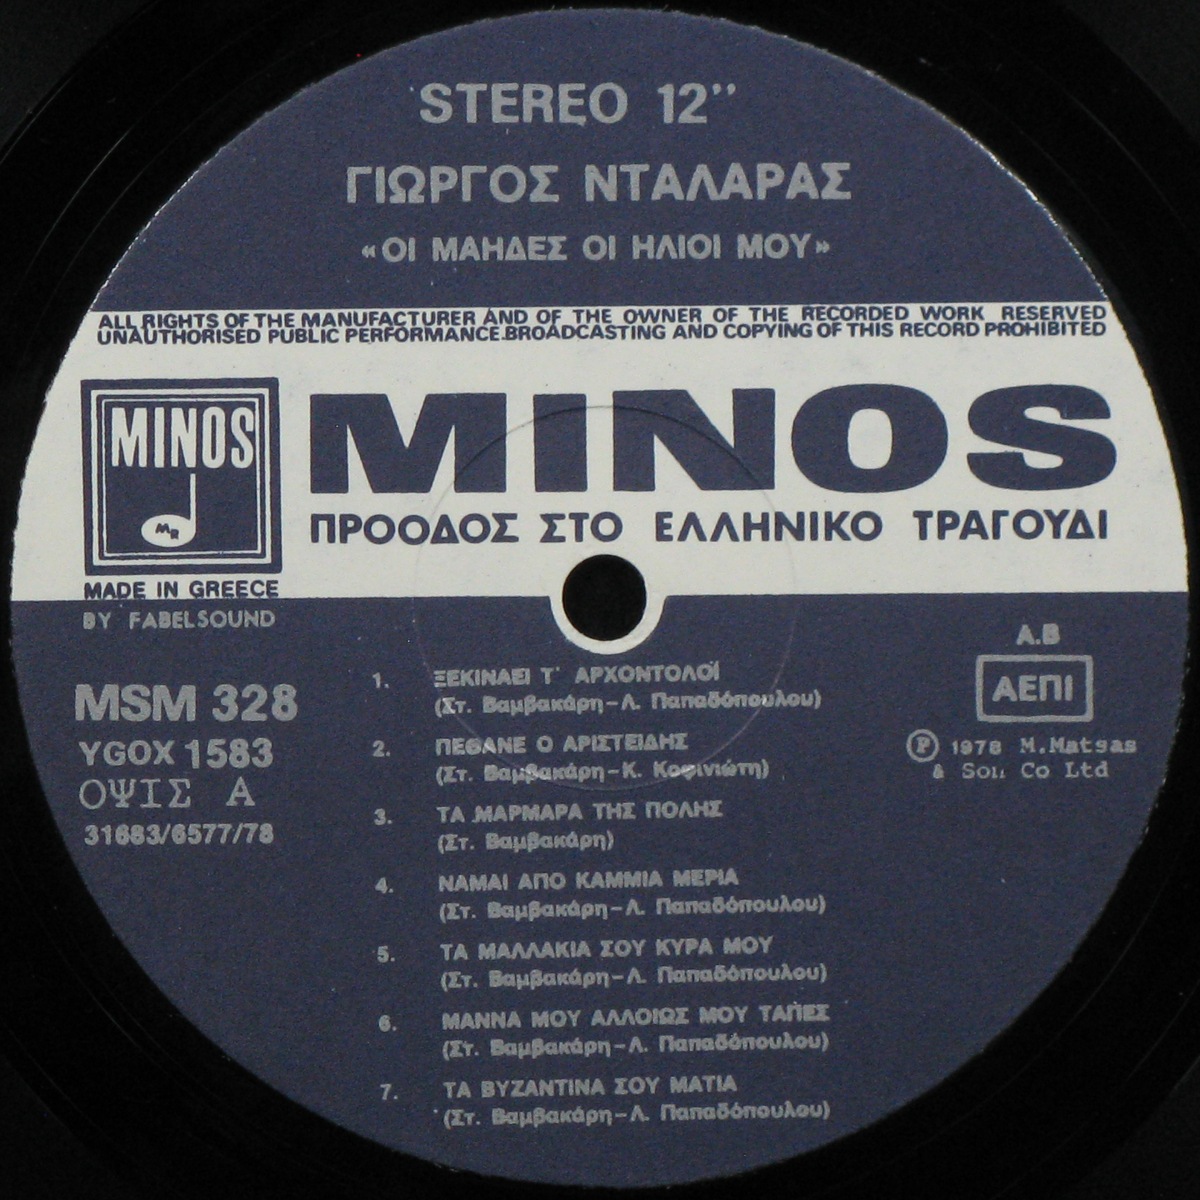 STEREO 12''
ΓΙΩΡΓΟΣ ΝΤΑΛΑΡΑΣ
«ΟΙ ΜΑΗΔΕΣ ΟΙ ΗΛΙΟΙ ΜΟΥ»
ALL RIGHTS OF THE MANUFACTURER AND OF THE OWNER OF THE RECORDED WORK RESERVED
UNAUTHORISED PUBLIC PERFORMANCE.BROADCASTING AND COPYING OF THIS RECORD PROHIBITED
MINOS
MR
MINOS
ΠΡΟΟΔΟΣ ΣΤΟ ΕΛΛΗΝΙΚΟ ΤΡΑΓΟΥΔΙ
MADE IN GREECE
BY FABELSOUND
MSM 328
YGOX 1583
ΟΨΙΣ Α
31683/6577/78
1. ΞΕΚΙΝΑΕΙ Τ' ΑΡΧΟΝΤΟΛΟΪ
(Στ. Βαμβακάρη-Λ. Παπαδόπουλου)
2. ΠΕΘΑΝΕ Ο ΑΡΙΣΤΕΙΔΗΣ
(Στ. Βαμβακάρη-Κ. Κοφινιώτη)
3. ΤΑ ΜΑΡΜΑΡΑ ΤΗΣ ΠΟΛΗΣ
(Στ. Βαμβακάρη)
4. ΝΑΜΑΙ ΑΠΟ ΚΑΜΜΙΑ ΜΕΡΙΑ
(Στ. Βαμβακάρη-Λ. Παπαδόπουλου)
5. ΤΑ ΜΑΛΛΑΚΙΑ ΣΟΥ ΚΥΡΑ ΜΟΥ
(Στ. Βαμβακάρη-Λ. Παπαδόπουλου)
6. ΜΑΝΝΑ ΜΟΥ ΑΛΛΟΙΩΣ ΜΟΥ ΤΑΠΕΣ
(Στ. Βαμβακάρη-Λ. Παπαδόπουλου)
7. ΤΑ ΒΥΖΑΝΤΙΝΑ ΣΟΥ ΜΑΤΙΑ
(Στ. Βαμβακάρη-Λ. Παπαδόπουλου)
A.B
ΑΕΠΙ
℗ 1978 M.Matsas
& Son Co Ltd